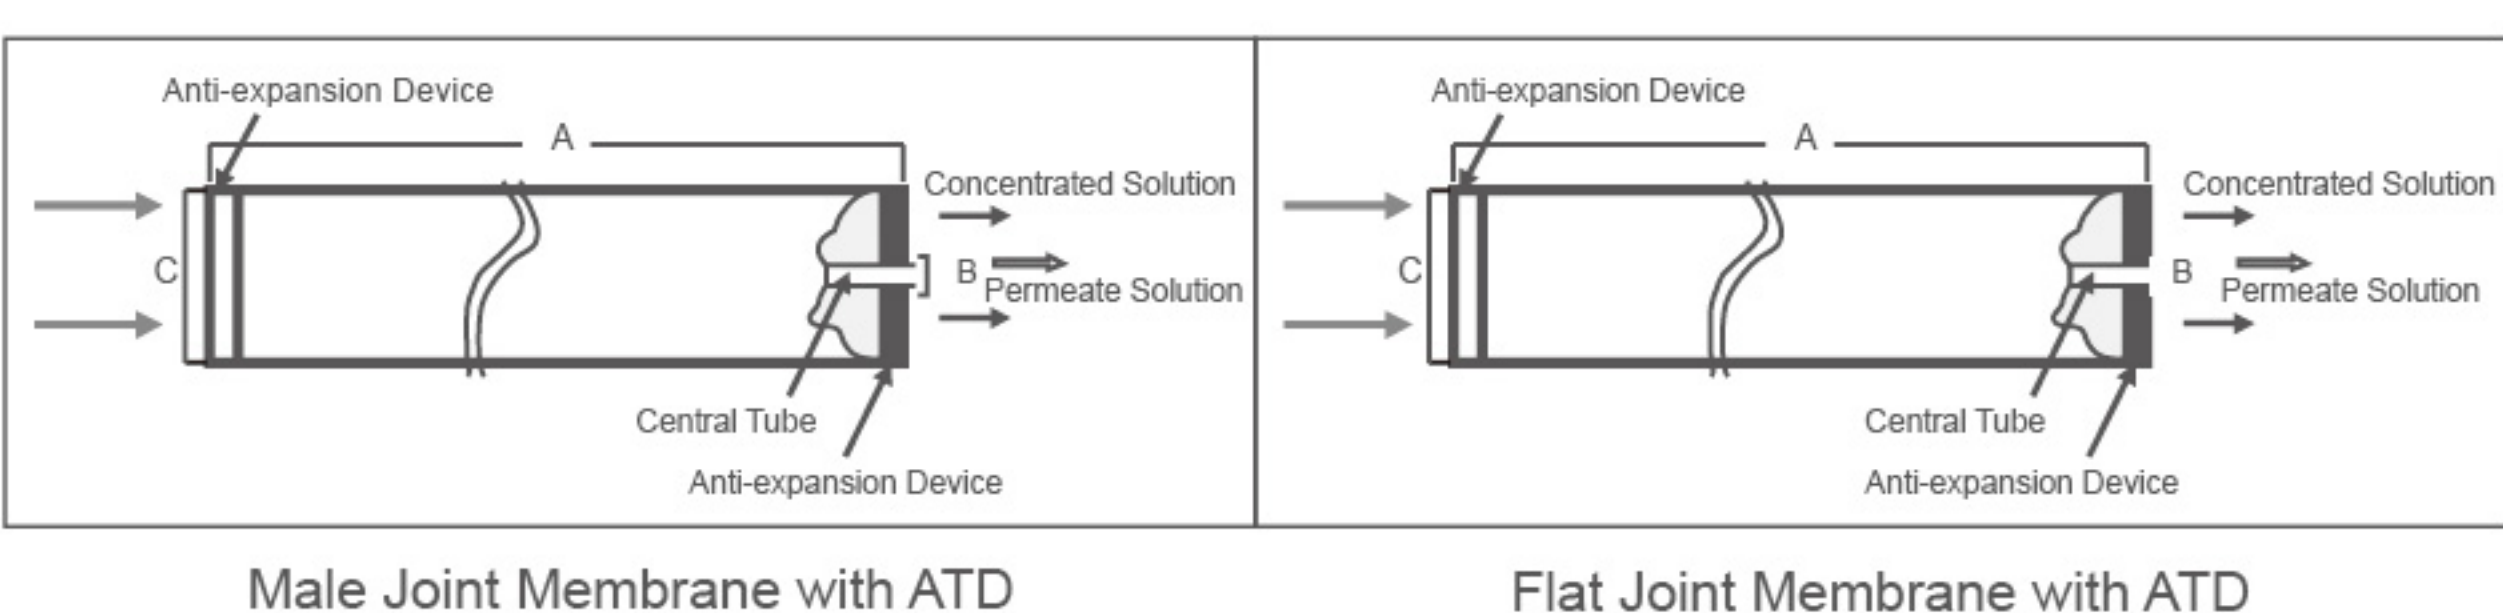 Anti-expansion Device
A
Concentrated Solution
C
B
Permeate Solution
Central Tube
Anti-expansion Device
Male Joint Membrane with ATD
Anti-expansion Device
A
Concentrated Solution
C
B
Permeate Solution
Central Tube
Anti-expansion Device
Flat Joint Membrane with ATD